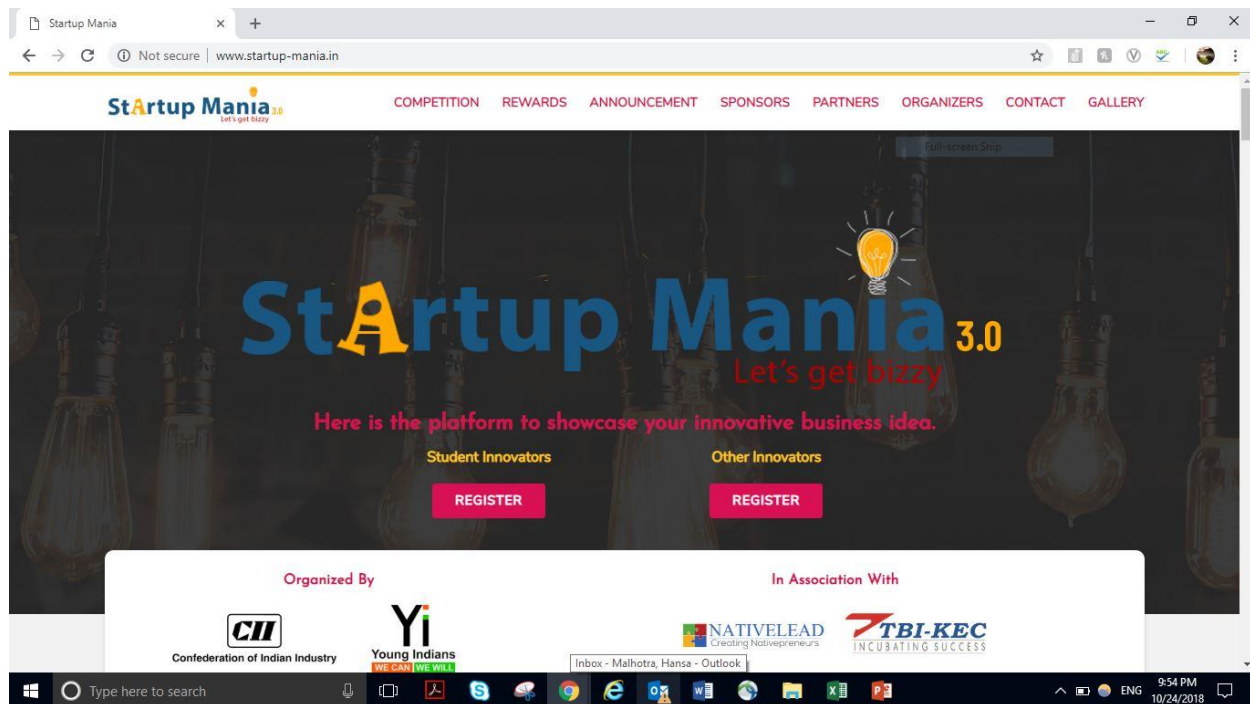 Startup Mania
Not secure | www.startup-mania.in
StArtup Mania 3.0
Let's get bizzy
COMPETITION REWARDS ANNOUNCEMENT SPONSORS PARTNERS ORGANIZERS CONTACT GALLERY
Full-screen Snip
StArtup Mania 3.0
Let's get bizzy
Here is the platform to showcase your innovative business idea.
Student Innovators Other Innovators
REGISTER REGISTER
Organized By In Association With
CII
Confederation of Indian Industry
Yi
Young Indians
WE CAN WE WILL
NATIVELEAD
Creating Nativepreneurs
TBI-KEC
INCUBATING SUCCESS
Inbox - Malhotra, Hansa - Outlook
Type here to search
ENG
9:54 PM
10/24/2018